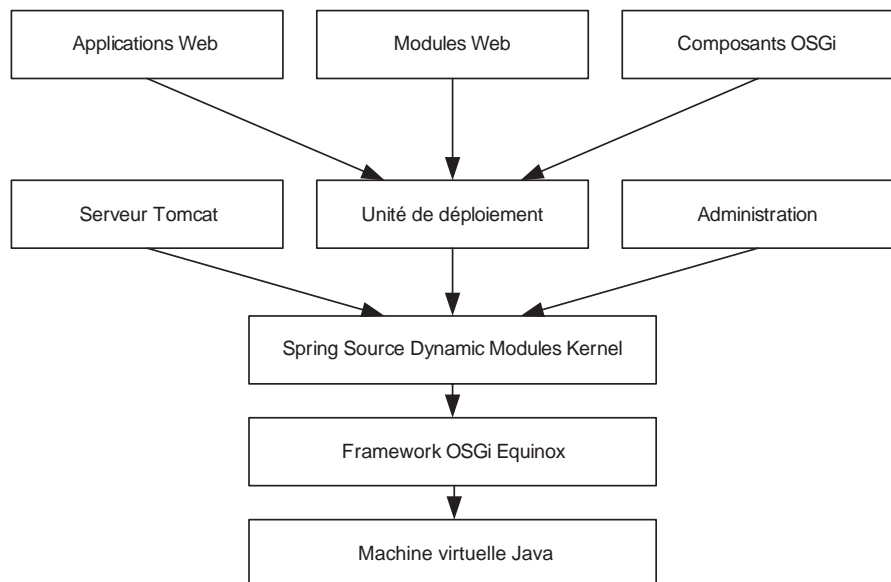 Applications Web
Modules Web
Composants OSGi
Serveur Tomcat
Unité de déploiement
Administration
Spring Source Dynamic Modules Kernel
Framework OSGi Equinox
Machine virtuelle Java